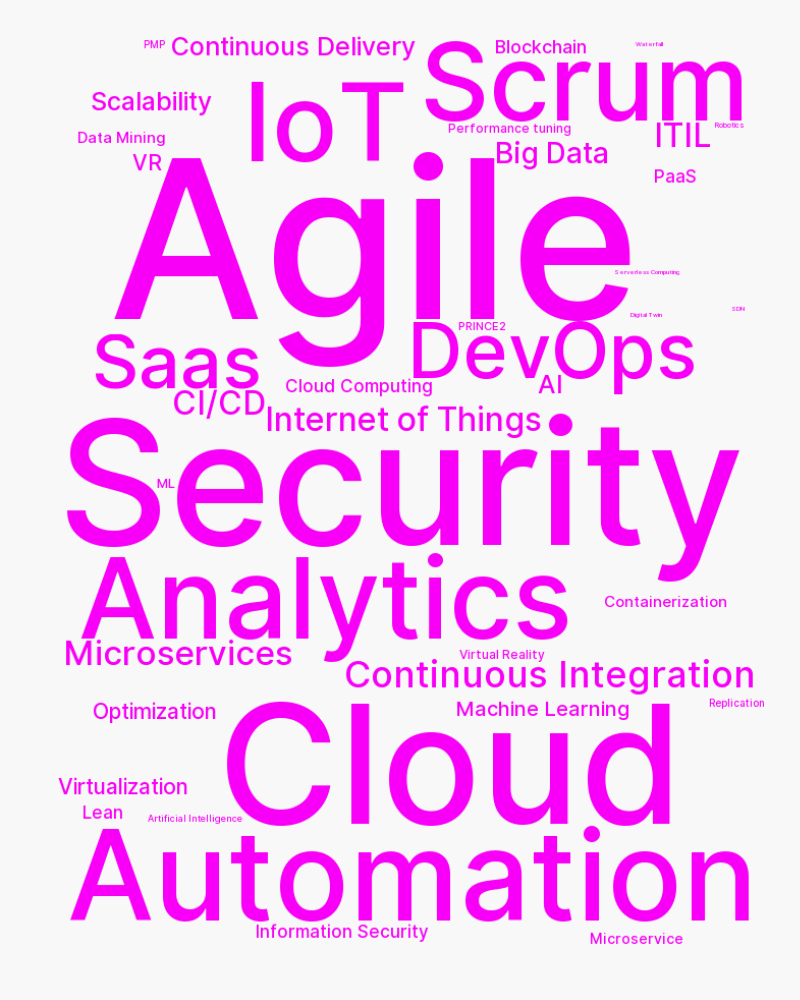 PMP
Continuous Delivery
Blockchain
Waterfall
Scrum
Scalability
IoT
Data Mining
Performance tuning
ITIL
Robotics
VR
Big Data
PaaS
Agile
Serverless Computing
SDN
Digital Twin
PRINCE2
Saas
DevOps
Cloud Computing
AI
CI/CD
Internet of Things
Security
ML
Analytics
Containerization
Microservices
Virtual Reality
Continuous Integration
Replication
Optimization
Machine Learning
Cloud
Virtualization
Lean
Artificial Intelligence
Automation
Information Security
Microservice